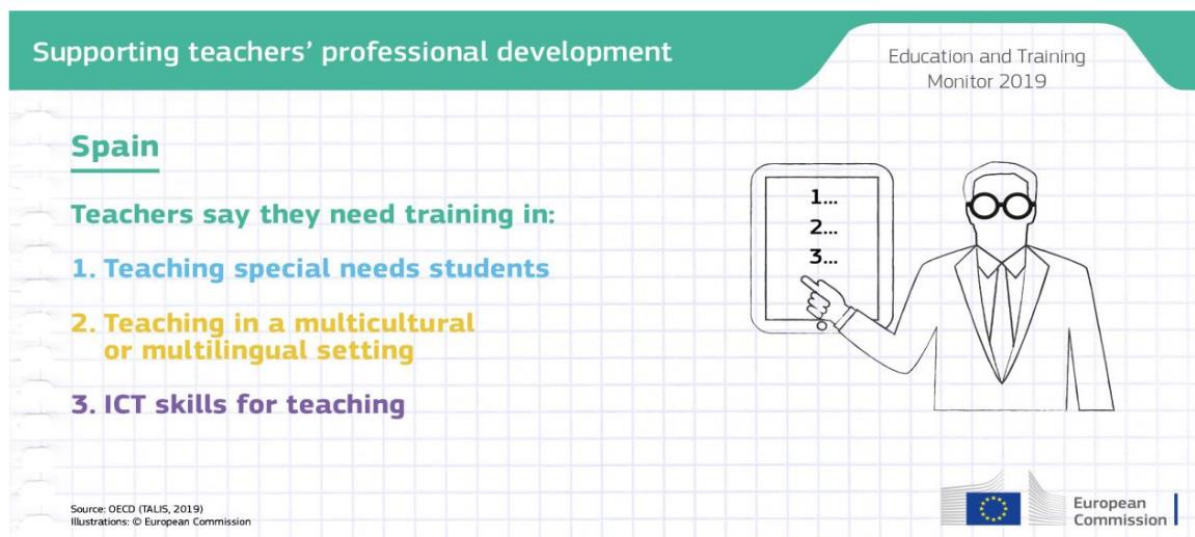 Supporting teachers' professional development
Education and Training
Monitor 2019
Spain
Teachers say they need training in:
1. Teaching special needs students
2. Teaching in a multicultural
or multilingual setting
3. ICT skills for teaching
1...
2...
3...
Source: OECD (TALIS, 2019)
Illustrations: © European Commission
European
Commission